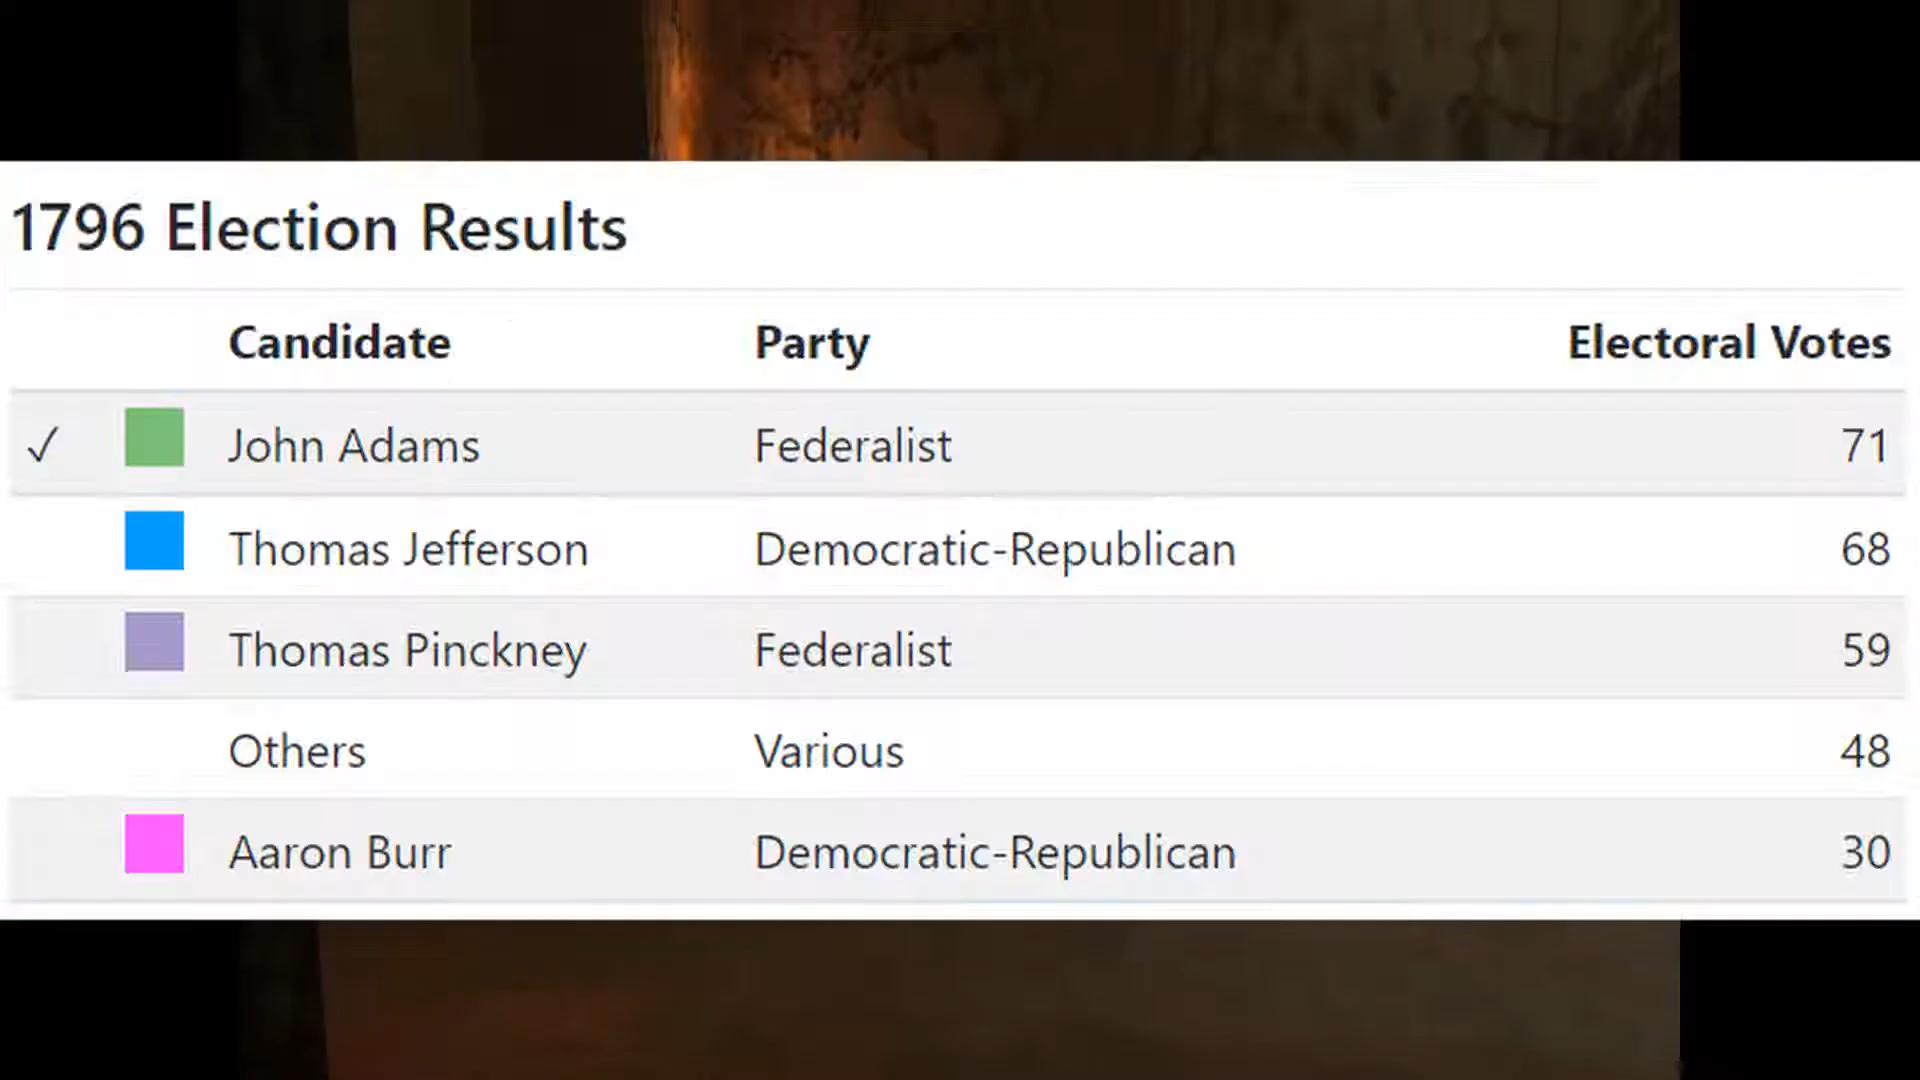 1796 Election Results
Candidate Party Electoral Votes
✓ John Adams Federalist 71
Thomas Jefferson Democratic-Republican 68
Thomas Pinckney Federalist 59
Others Various 48
Aaron Burr Democratic-Republican 30